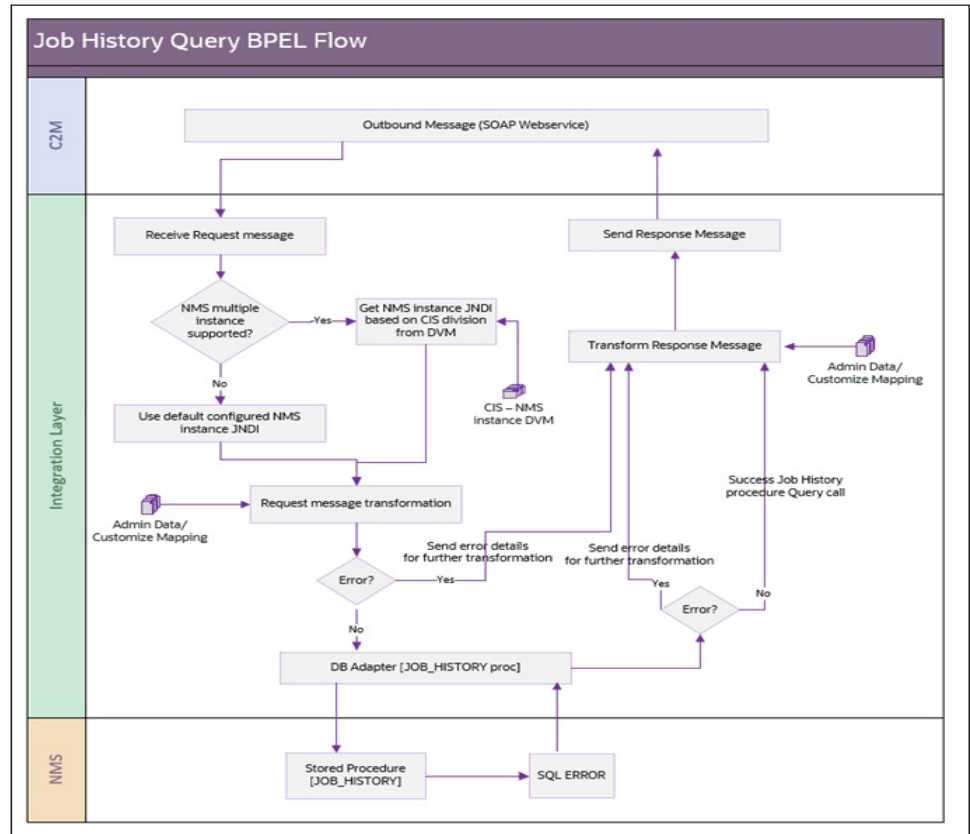 Job History Query BPEL Flow
C2M
Outbound Message (SOAP Webservice)
Integration Layer
Receive Request message
Send Response Message
NMS multiple
instance
supported?
Yes
Get NMS instance JNDI
based on CIS division
from DVM
Transform Response Message
Admin Data/
Customize Mapping
No
CIS – NMS
instance DVM
Use default configured NMS
instance JNDI
Success Job History
procedure Query call
Request message transformation
Admin Data/
Customize Mapping
Send error details
for further transformation
Send error details
for further transformation
Error?
Yes
Yes
No
Error?
No
DB Adapter [JOB_HISTORY proc]
NMS
Stored Procedure
[JOB_HISTORY]
SQL ERROR